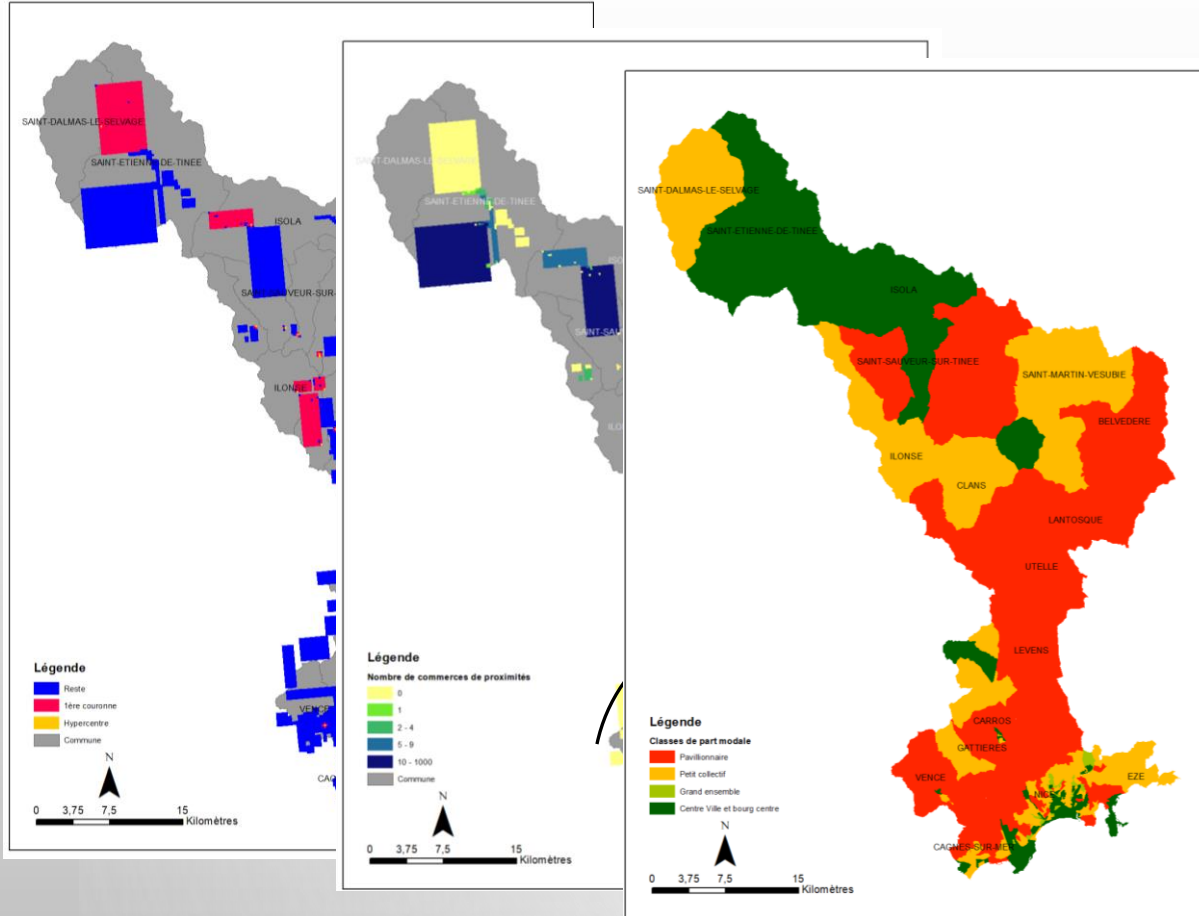 SAINT-DALMAS-LE-SELVAGE
SAINT-ETIENNE-DE-TINEE
ISOLA
ILONSE
VENCE
Légende
Reste
1ère couronne
Hypercentre
Commune
N
0 3,75 7,5 15
Kilomètres
SAINT-DALMAS-LE-SELVAGE
SAINT-ETIENNE-DE-TINEE
Légende
Nombre de commerces de proximités
0
1
2 - 4
5 - 9
10 - 1000
Commune
N
0 3,75 7,5 15
Kilomètres
SAINT-DALMAS-LE-SELVAGE
SAINT-ETIENNE-DE-TINEE
ISOLA
SAINT-SAUVEUR-SUR-TINEE
SAINT-MARTIN-VESUBIE
BELVEDERE
ILONSE
CLANS
LANTOSQUE
UTELLE
LEVENS
CARROS
GATTIERES
VENCE
EZE
NICE
CAGNES-SUR-MER
Légende
Classes de part modale
Pavillionnaire
Petit collectif
Grand ensemble
Centre Ville et bourg centre
N
0 3,75 7,5 15
Kilomètres